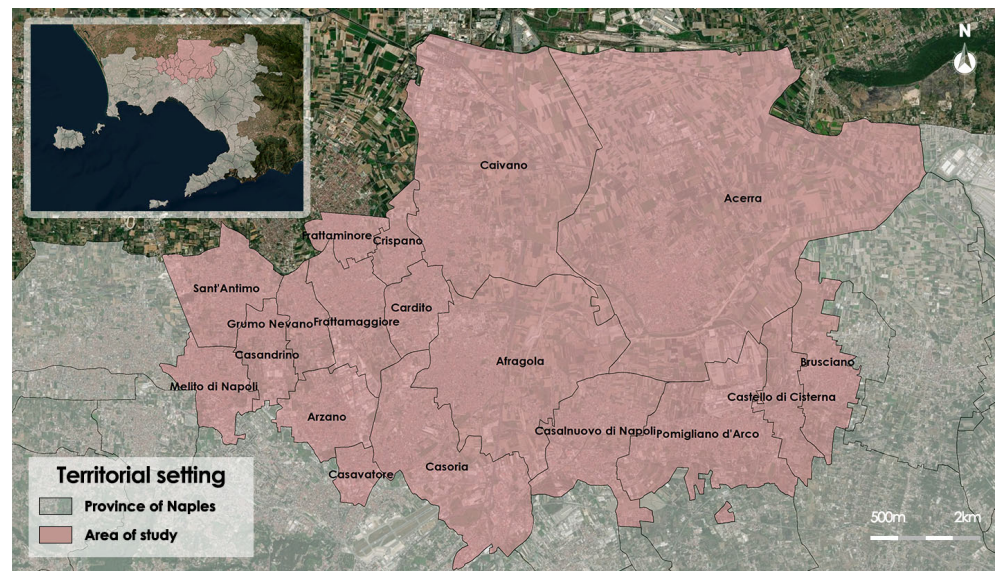 N
Caivano
Acerra
rattaminore
Crispano
Sant'Antimo
Cardito
Grumo Nevano
Frattamaggiore
Casandrino
Afragola
Brusciano
Melito di Napoli
Castello di Cisterna
Arzano
Casalnuovo di Napoli
Pomigliano d'Arco
Casoria
Casavatore
Territorial setting
Province of Naples
Area of study
500m 2km